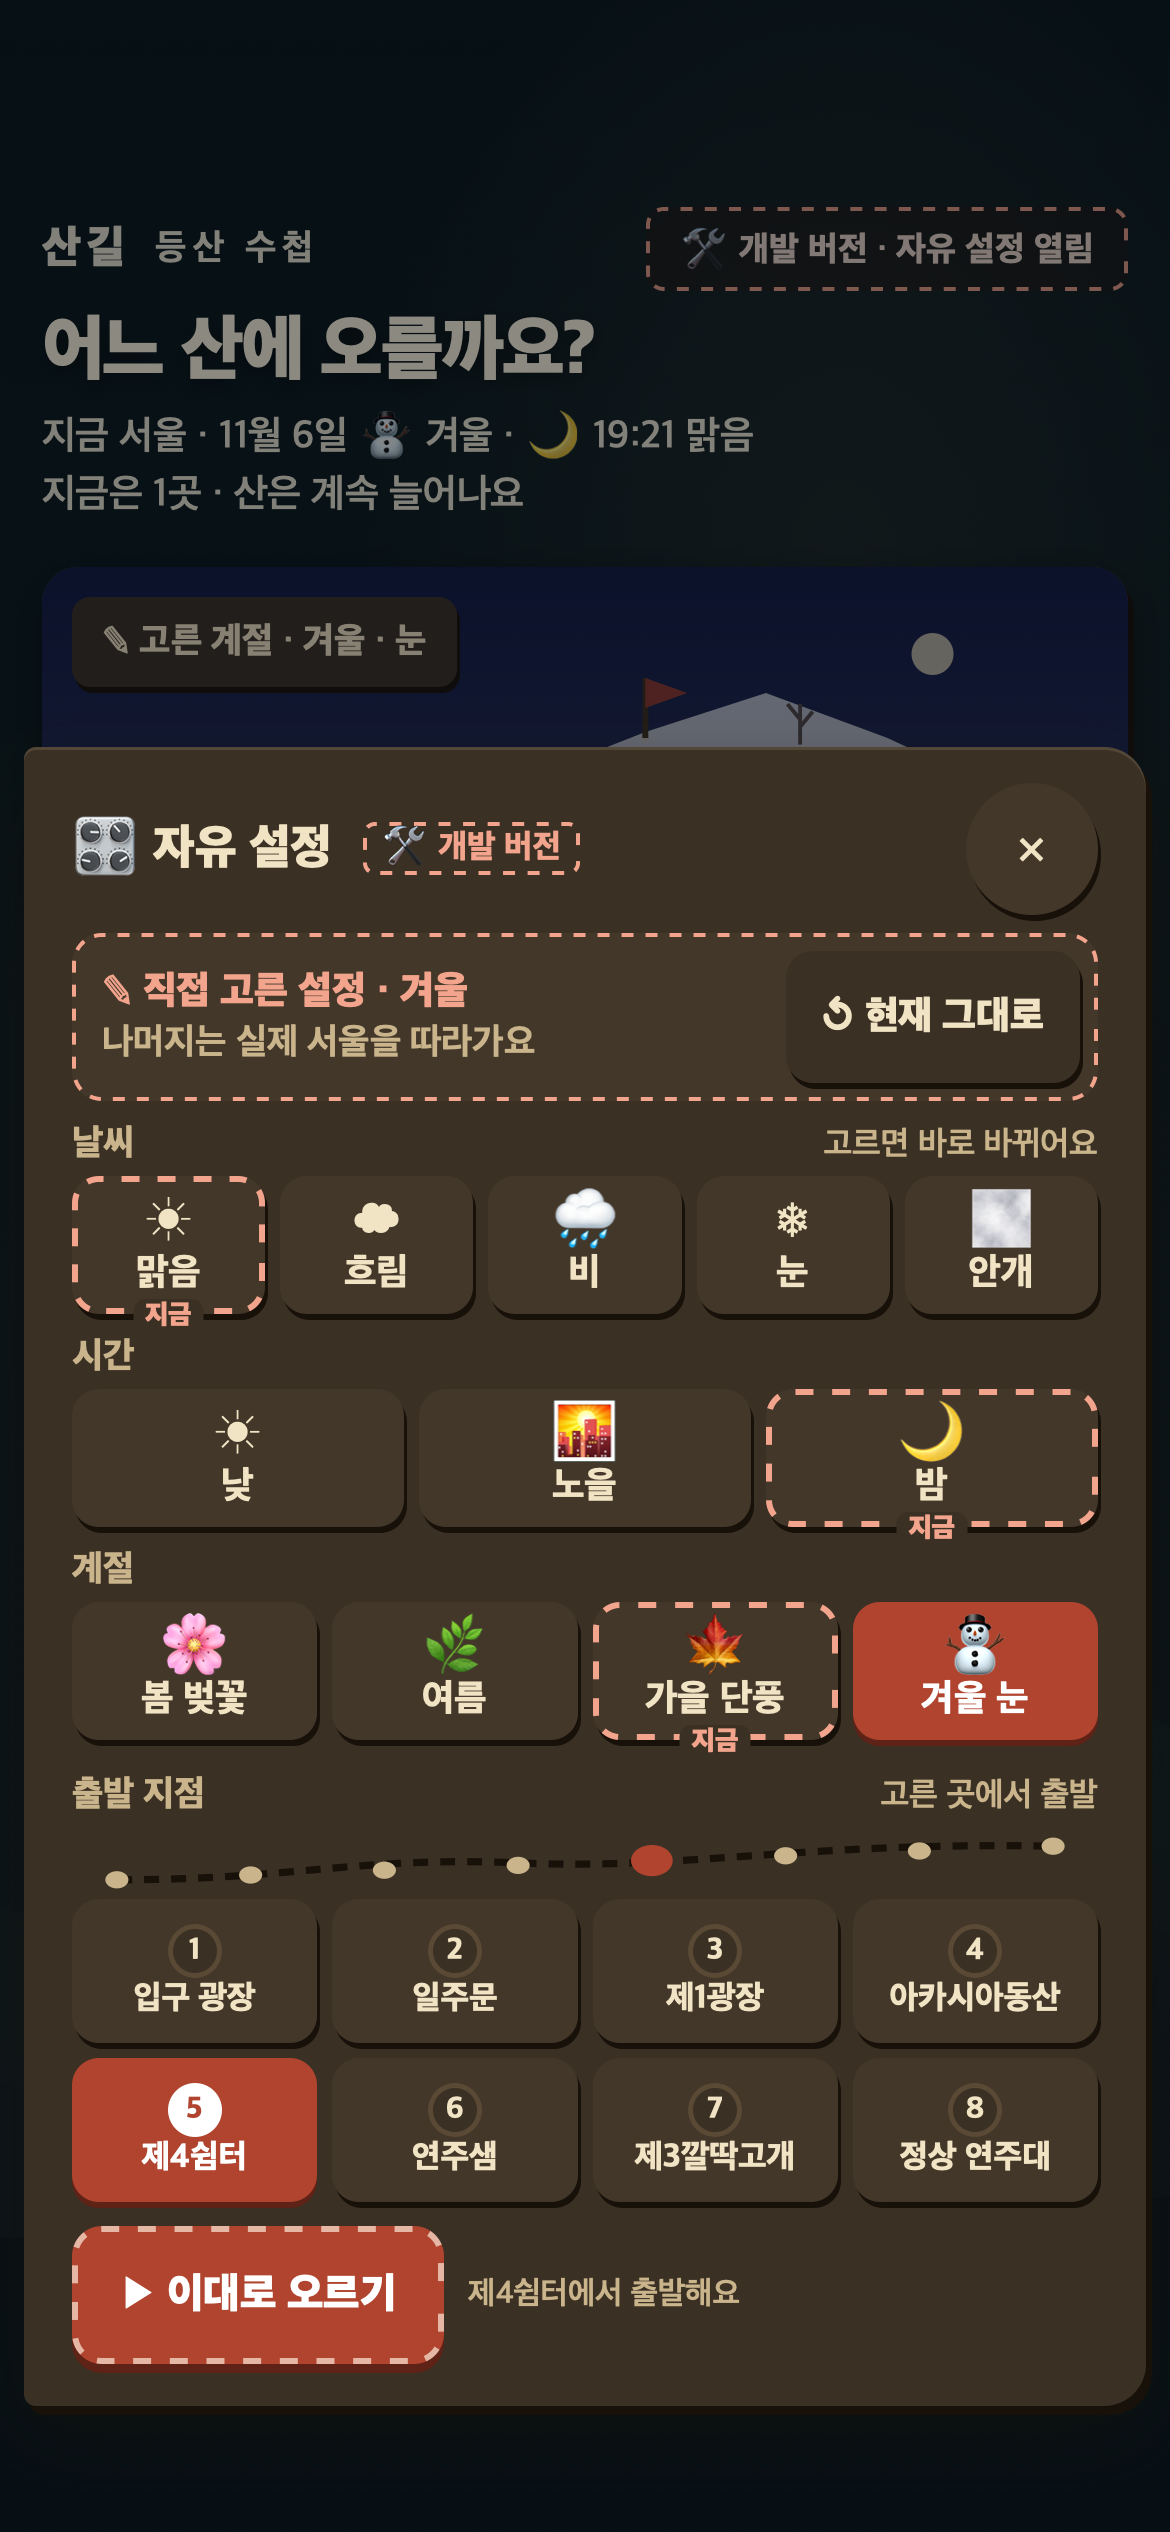 산길 등산 수첩
🛠 개발 버전 · 자유 설정 열림
어느 산에 오를까요?
지금 서울 · 11월 6일 ⛄ 겨울 · 🌙 19:21 맑음
지금은 1곳 · 산은 계속 늘어나요
✎ 고른 계절 · 겨울 · 눈
🎛 자유 설정 🛠 개발 버전
×
✎ 직접 고른 설정 · 겨울
나머지는 실제 서울을 따라가요
↺ 현재 그대로
날씨 고르면 바로 바뀌어요
맑음 흐림 비 눈 안개
지금
시간
낮 노을 밤
지금
계절
봄 벚꽃 여름 가을 단풍 겨울 눈
지금
출발 지점 고른 곳에서 출발
1 2 3 4
입구 광장 일주문 제1광장 아카시아동산
5 6 7 8
제4쉼터 연주샘 제3깔딱고개 정상 연주대
▶ 이대로 오르기 제4쉼터에서 출발해요